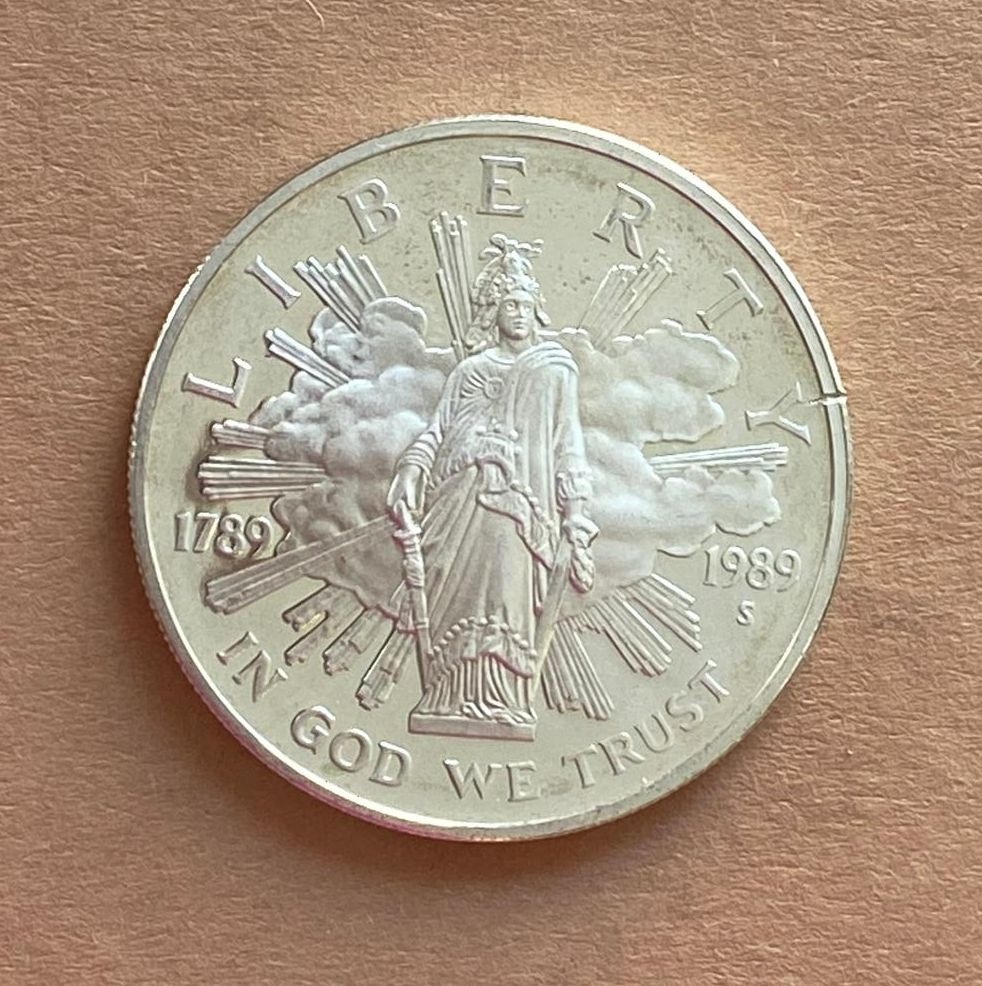 LIBERTY
1789
1989
S
IN GOD WE TRUST